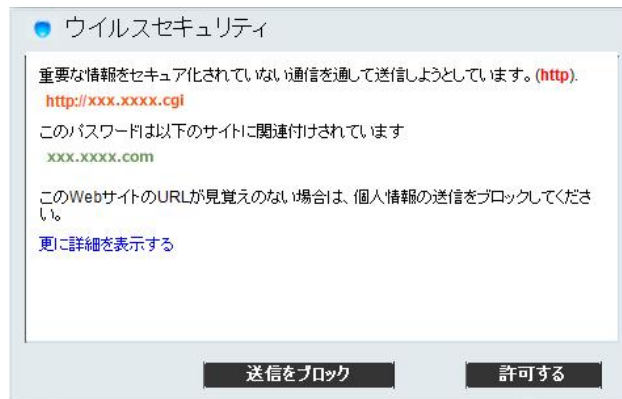 ウイルスセキュリティ
重要な情報をセキュア化されていない通信を通して送信しようとしています。(http).
http://xxx.xxxx.cgi
このパスワードは以下のサイトに関連付けされています
xxx.xxxx.com
このWebサイトのURLが見覚えのない場合は、個人情報の送信をブロックしてくださ
い。
更に詳細を表示する
送信をブロック
許可する